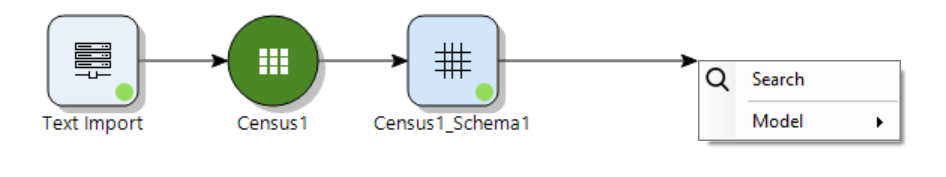 Text Import
Census1
Census1_Schema1
Search
Model